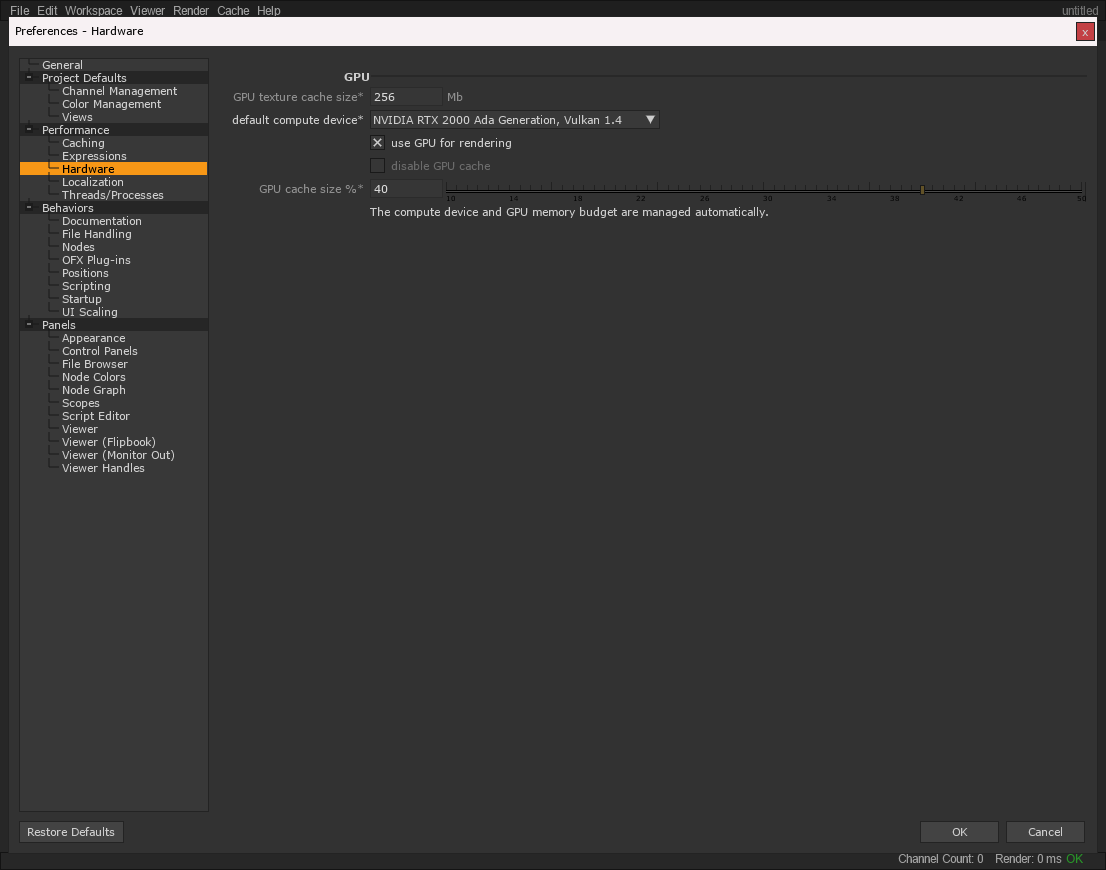 File Edit Workspace Viewer Render Cache Help untitled
Preferences - Hardware x
General
Project Defaults
Channel Management
Color Management
Views
Performance
Caching
Expressions
Hardware
Localization
Threads/Processes
Behaviors
Documentation
File Handling
Nodes
OFX Plug-ins
Positions
Scripting
Startup
UI Scaling
Panels
Appearance
Control Panels
File Browser
Node Colors
Node Graph
Scopes
Script Editor
Viewer
Viewer (Flipbook)
Viewer (Monitor Out)
Viewer Handles
GPU
GPU texture cache size* 256 Mb
default compute device* NVIDIA RTX 2000 Ada Generation, Vulkan 1.4
use GPU for rendering
disable GPU cache
GPU cache size %* 40
10 14 18 22 26 30 34 38 42 46 50
The compute device and GPU memory budget are managed automatically.
Restore Defaults OK Cancel
Channel Count: 0 Render: 0 ms OK